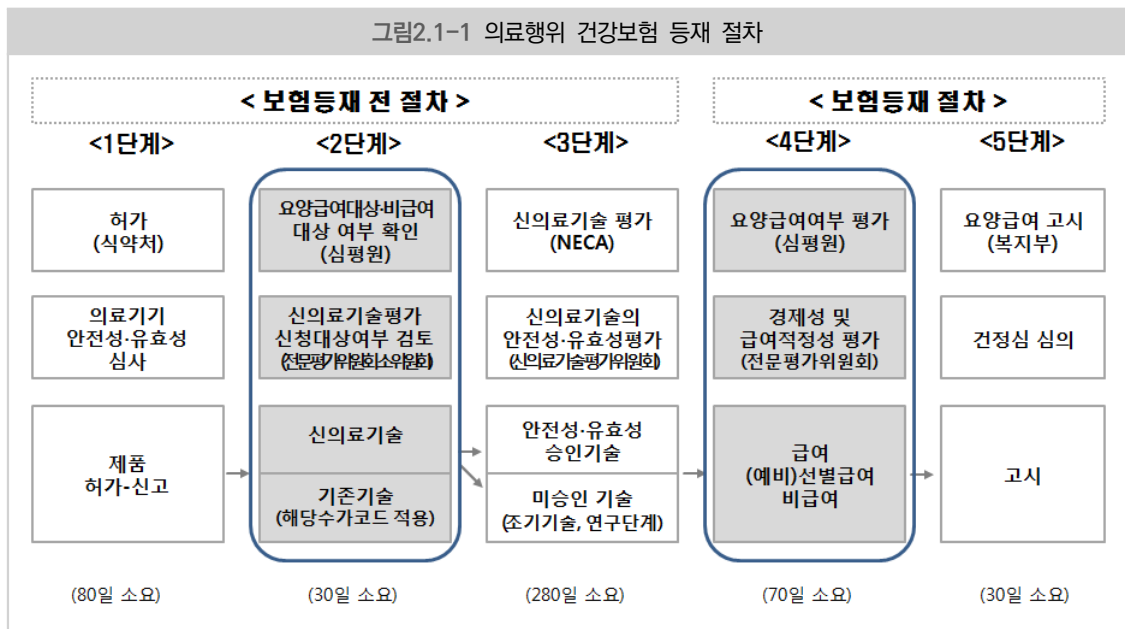 그림2.1-1 의료행위 건강보험 등재 절차
< 보험등재 전 절차 >
< 보험등재 절차 >
<1단계>
<2단계>
<3단계>
<4단계>
<5단계>
허가
(식약처)
요양급여대상·비급여
대상 여부 확인
(심평원)
신의료기술 평가
(NECA)
요양급여여부 평가
(심평원)
요양급여 고시
(복지부)
의료기기
안전성·유효성
심사
신의료기술평가
신청대상여부 검토
(전문평가위원회소위원회)
신의료기술의
안전성·유효성평가
(신의료기술평가위원회)
경제성 및
급여적정성 평가
(전문평가위원회)
건정심 심의
제품
허가-신고
신의료기술
기존기술
(해당수가코드 적용)
안전성·유효성
승인기술
미승인 기술
(조기기술, 연구단계)
급여
(예비)선별급여
비급여
고시
(80일 소요)
(30일 소요)
(280일 소요)
(70일 소요)
(30일 소요)